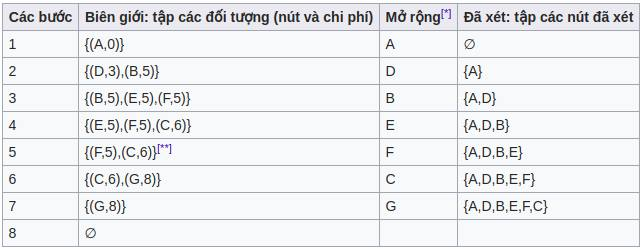 Các bước Biên giới: tập các đối tượng (nút và chi phí) Mở rộng[*] Đã xét: tập các nút đã xét
1 {(A,0)} A ∅
2 {(D,3),(B,5)} D {A}
3 {(B,5),(E,5),(F,5)} B {A,D}
4 {(E,5),(F,5),(C,6)} E {A,D,B}
5 {(F,5),(C,6)}[**] F {A,D,B,E}
6 {(C,6),(G,8)} C {A,D,B,E,F}
7 {(G,8)} G {A,D,B,E,F,C}
8 ∅